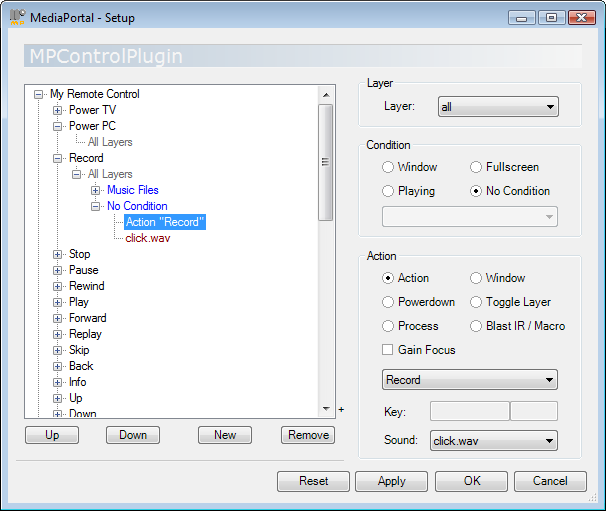 MediaPortal - Setup
MPControlPlugin
My Remote Control
Power TV
Power PC
All Layers
Record
All Layers
Music Files
No Condition
Action "Record"
click.wav
Stop
Pause
Rewind
Play
Forward
Replay
Skip
Back
Info
Up
Down
+
Up Down New Remove
Layer
Layer: all
Condition
Window Fullscreen
Playing No Condition
Action
Action Window
Powerdown Toggle Layer
Process Blast IR / Macro
Gain Focus
Record
Key:
Sound: click.wav
Reset Apply OK Cancel